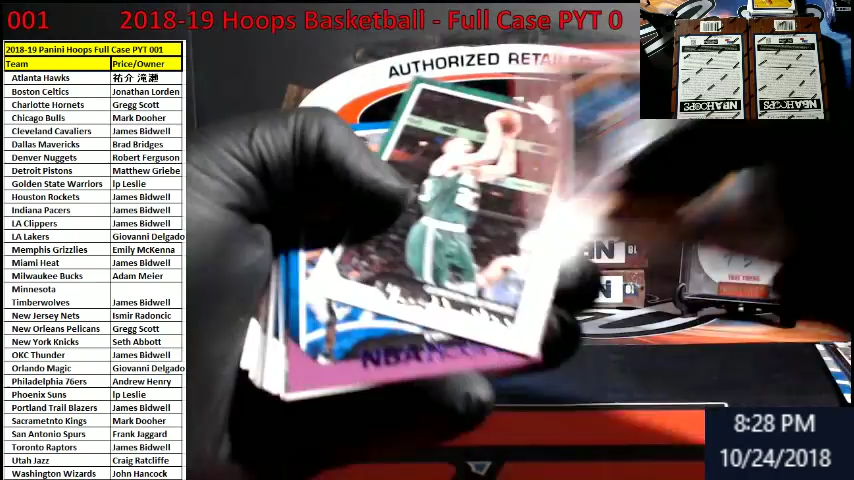 001 2018-19 Hoops Basketball - Full Case PYT 0
2018-19 Panini Hoops Full Case PYT 001
Team Price/Owner
Atlanta Hawks 祐介 滝瀬
Boston Celtics Jonathan Lorden
Charlotte Hornets Gregg Scott
Chicago Bulls Mark Dooher
Cleveland Cavaliers James Bidwell
Dallas Mavericks Brad Bridges
Denver Nuggets Robert Ferguson
Detroit Pistons Matthew Griebe
Golden State Warriors lp Leslie
Houston Rockets James Bidwell
Indiana Pacers James Bidwell
LA Clippers James Bidwell
LA Lakers Giovanni Delgado
Memphis Grizzlies Emily McKenna
Miami Heat James Bidwell
Milwaukee Bucks Adam Meier
Minnesota
Timberwolves James Bidwell
New Jersey Nets Ismir Radoncic
New Orleans Pelicans Gregg Scott
New York Knicks Seth Abbott
OKC Thunder James Bidwell
Orlando Magic Giovanni Delgado
Philadelphia 76ers Andrew Henry
Phoenix Suns lp Leslie
Portland Trail Blazers James Bidwell
Sacrametnto Kings Mark Dooher
San Antonio Spurs Frank Jaggard
Toronto Raptors James Bidwell
Utah Jazz Craig Ratcliffe
Washington Wizards John Hancock
AUTHORIZED RETAILE
NBA HOOPS
NBA HOOPS
8:28 PM
10/24/2018